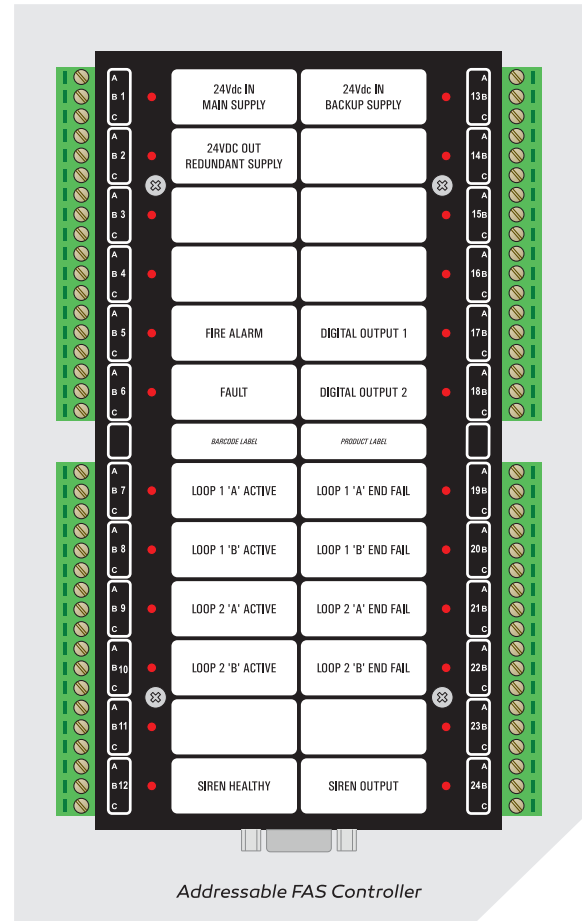 A
B 1
C
24Vdc IN
MAIN SUPPLY
24Vdc IN
BACKUP SUPPLY
A
13B
C
A
B 2
C
24VDC OUT
REDUNDANT SUPPLY
A
14B
C
A
B 3
C
A
15B
C
A
B 4
C
A
16B
C
A
B 5
C
FIRE ALARM
DIGITAL OUTPUT 1
A
17B
C
A
B 6
C
FAULT
DIGITAL OUTPUT 2
A
18B
C
BARCODE LABEL
PRODUCT LABEL
A
B 7
C
LOOP 1 'A' ACTIVE
LOOP 1 'A' END FAIL
A
19B
C
A
B 8
C
LOOP 1 'B' ACTIVE
LOOP 1 'B' END FAIL
A
20B
C
A
B 9
C
LOOP 2 'A' ACTIVE
LOOP 2 'A' END FAIL
A
21B
C
A
B10
C
LOOP 2 'B' ACTIVE
LOOP 2 'B' END FAIL
A
22B
C
A
B11
C
A
23B
C
A
B12
C
SIREN HEALTHY
SIREN OUTPUT
A
24B
C
Addressable FAS Controller